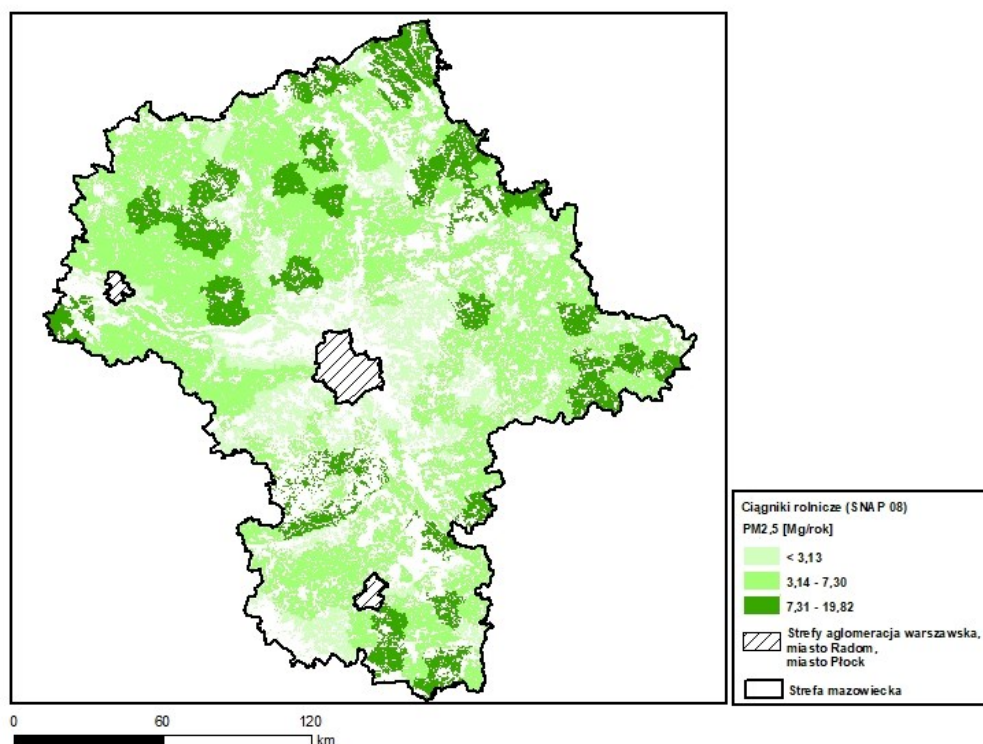 Ciągniki rolnicze (SNAP 08)
PM2,5 [Mg/rok]
< 3,13
3,14 - 7,30
7,31 - 19,82
Strefy aglomeracja warszawska,
miasto Radom,
miasto Płock
Strefa mazowiecka
0 60 120
km